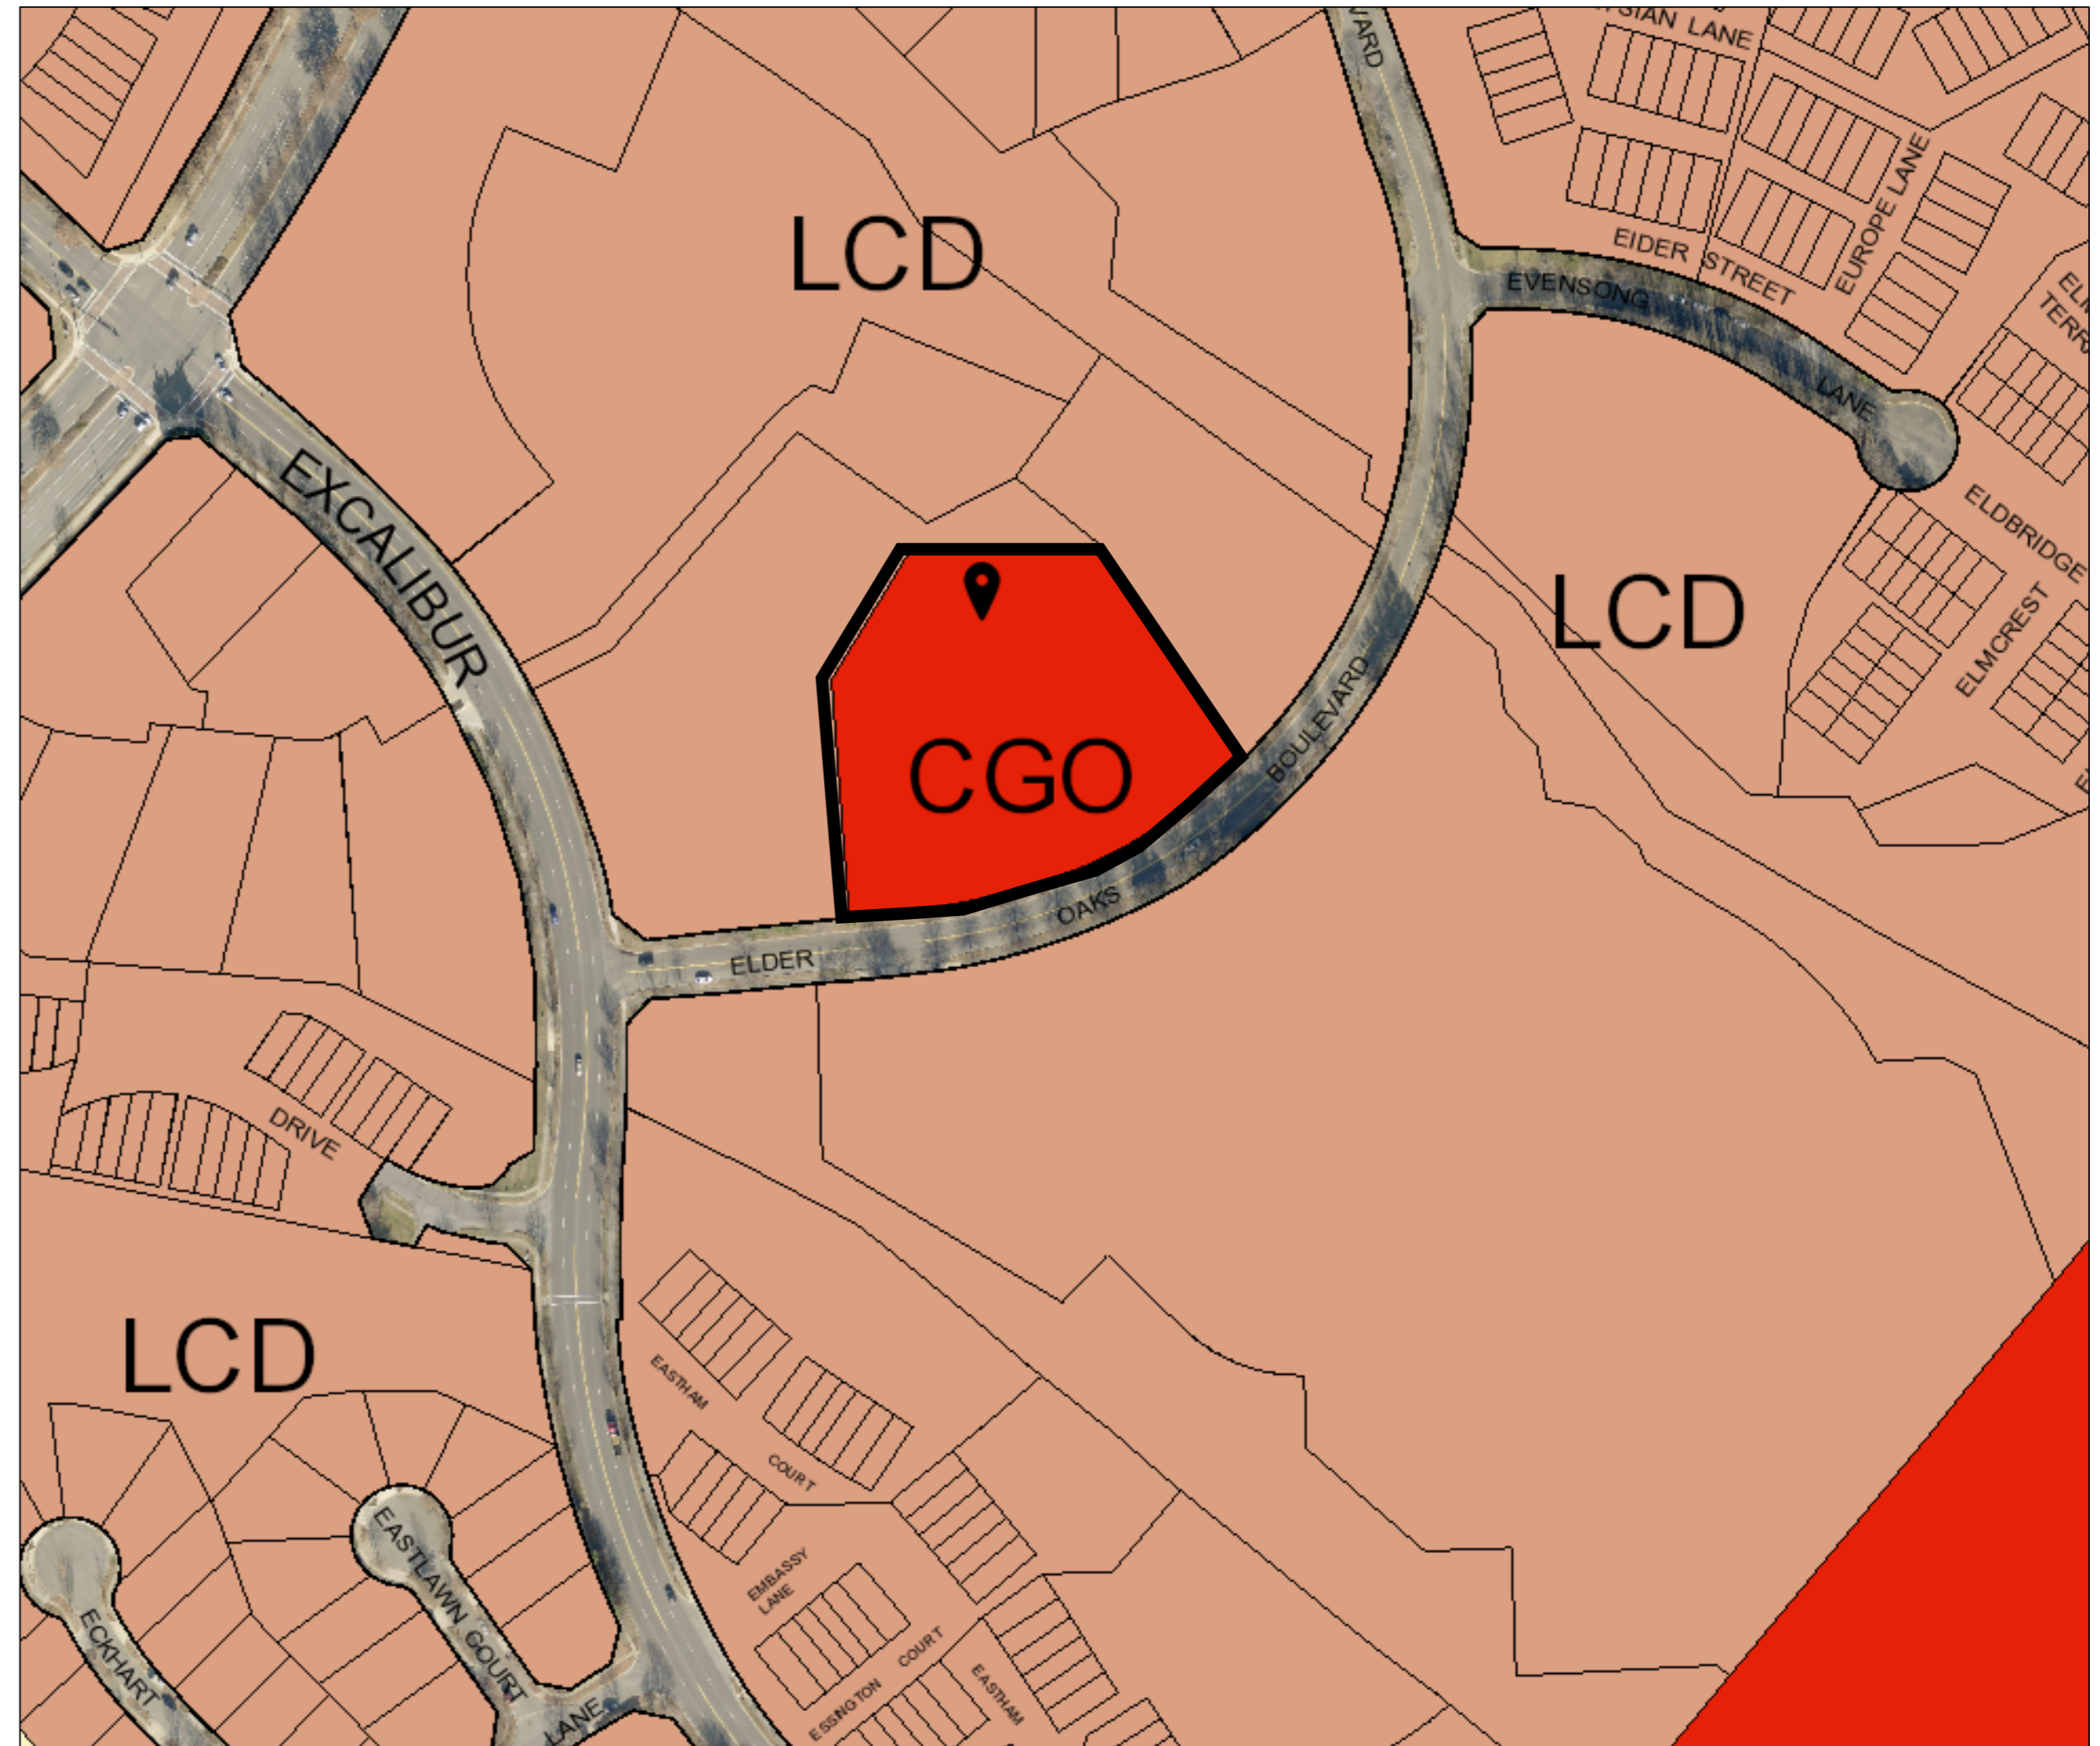 LANE
EIDER STREET
EUROPE LANE
EVENSONG
LANE
LCD
EXCALIBUR
ELDBRIDGE
LCD
ELMCREST
CGO
BOULEVARD
OAKS
ELDER
DRIVE
LCD
EASTHAM
COURT
EMBASSY
LANE
EASTLAWN COURT
ECKHART
LANE
ESSINGTON COURT
EASTHAM